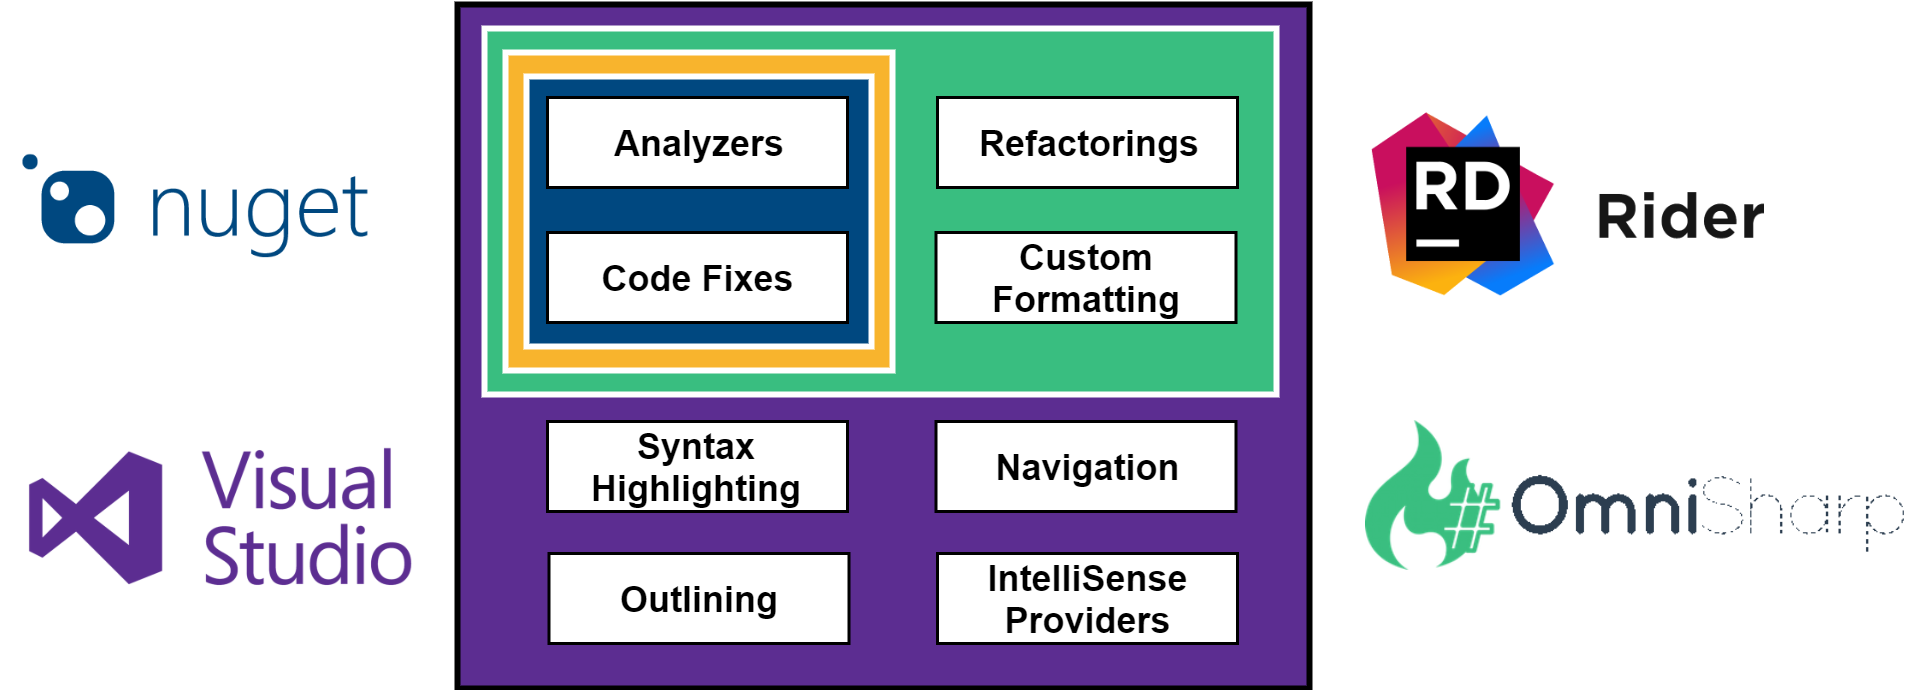 nuget
Visual
Studio
Analyzers
Refactorings
Code Fixes
Custom
Formatting
Syntax
Highlighting
Navigation
Outlining
IntelliSense
Providers
RD
Rider
#OmniSharp